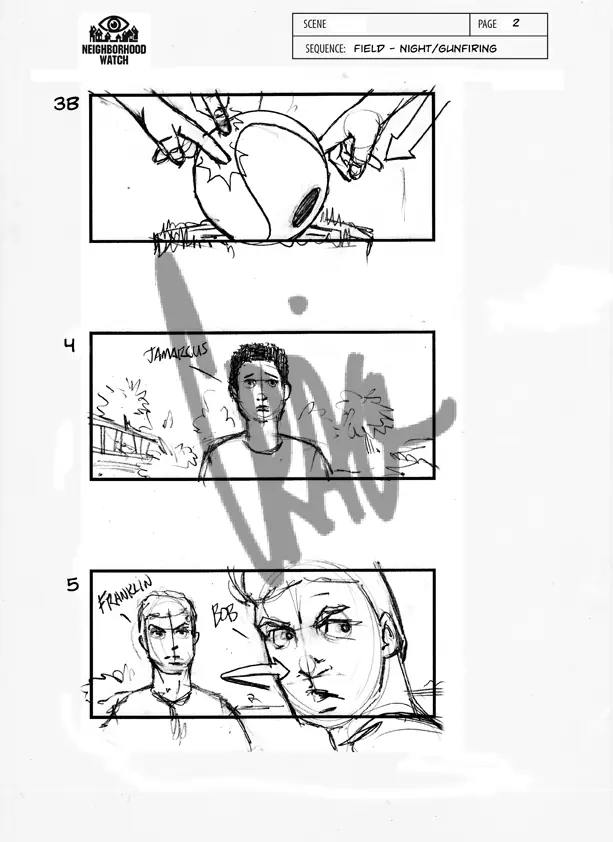 NEIGHBORHOOD
WATCH
SCENE
PAGE 2
SEQUENCE: FIELD - NIGHT/GUNFIRING
3B
4
JAMARCUS
5
FRANKLIN
BOB